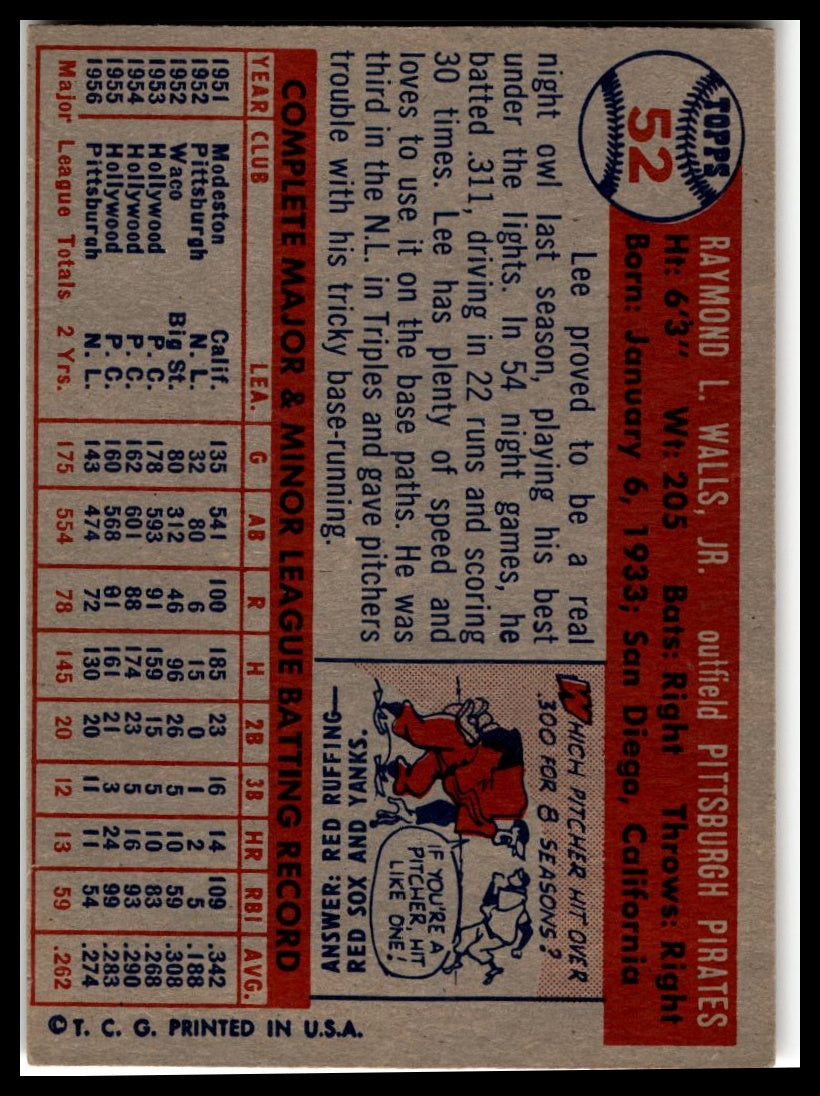 TOPPS
52
RAYMOND L. WALLS, JR. outfield PITTSBURGH PIRATES
Ht: 6'3" Wt: 205 Bats: Right Throws: Right
Born: January 6, 1933; San Diego, California
Lee proved to be a real
night owl last season, playing his best
under the lights. In 54 night games, he
batted .311, driving in 22 runs and scoring
30 times. Lee has plenty of speed and
loves to use it on the base paths. He was
third in the N.L. in Triples and gave pitchers
trouble with his tricky base-running.
WHICH PITCHER HIT OVER
.300 FOR 8 SEASONS?
IF YOU'RE A
PITCHER, HIT
LIKE ONE!
ANSWER: RED RUFFING—
RED SOX AND YANKS.
COMPLETE MAJOR & MINOR LEAGUE BATTING RECORD
YEAR CLUB LEA. G AB R H 2B 3B HR RBI AVG.
1951 Modeston Calif. 135 541 100 185 23 16 14 109 .342
1952 Pittsburgh N. L. 32 80 6 15 0 1 2 5 .188
1952 Waco Big St. 80 312 46 96 26 5 10 59 .308
1953 Hollywood P. C. 178 593 91 159 15 5 10 83 .268
1954 Hollywood P. C. 162 601 88 174 23 5 16 93 .290
1955 Hollywood P. C. 160 568 91 161 21 3 24 99 .283
1956 Pittsburgh N. L. 143 474 72 130 20 11 11 54 .274
Major League Totals 2 Yrs. 175 554 78 145 20 12 13 59 .262
© T. C. G. PRINTED IN U.S.A.